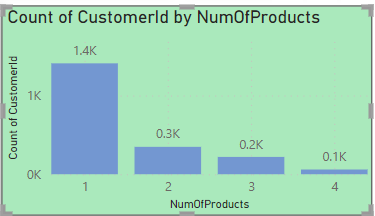 Count of CustomerId by NumOfProducts
Count of CustomerId
1.4K
1K
0.3K
0.2K
0.1K
0K
1 2 3 4
NumOfProducts